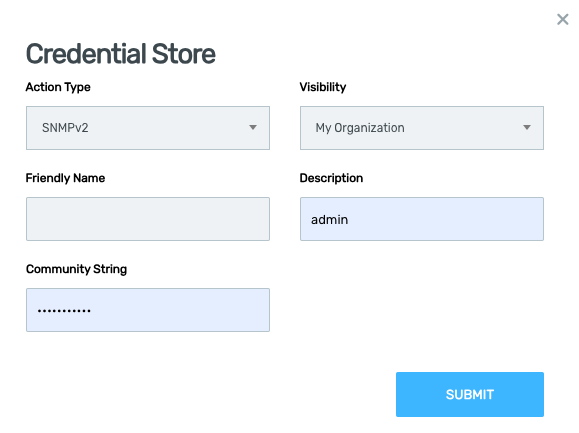 Credential Store
Action Type
Visibility
SNMPv2
My Organization
Friendly Name
Description
admin
Community String
•••••••••••
SUBMIT